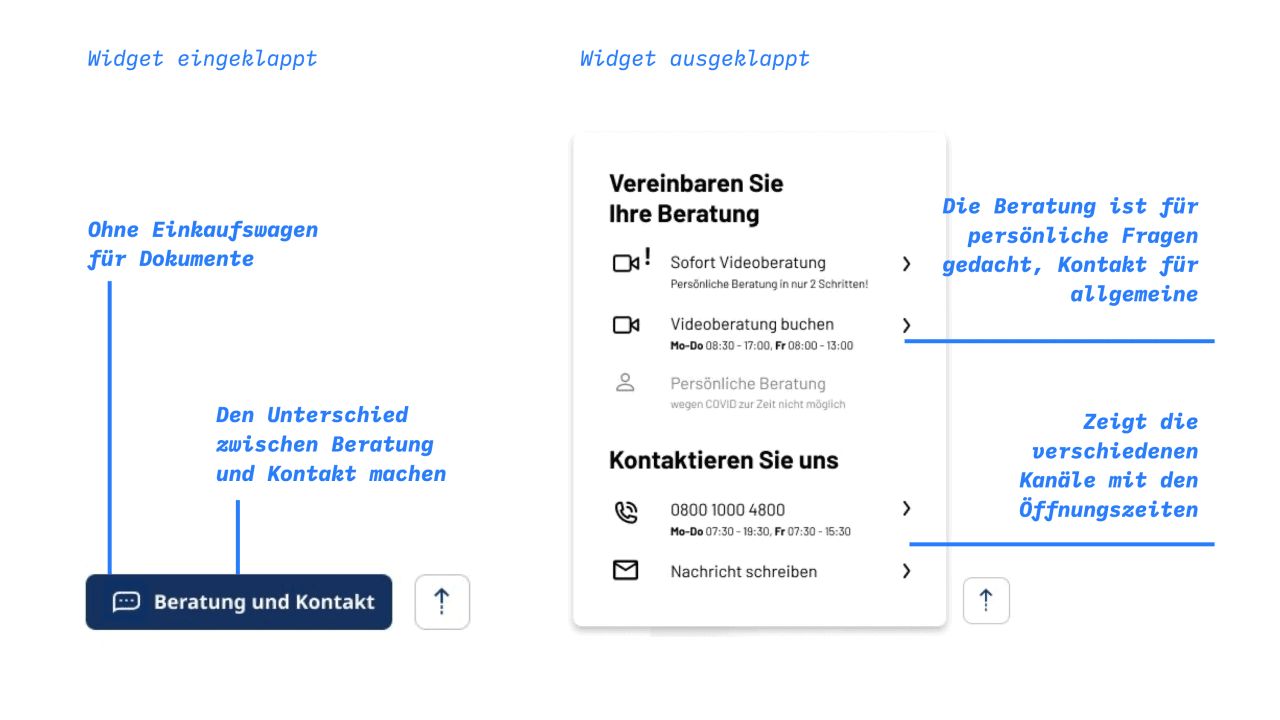 Widget eingeklappt
Ohne Einkaufswagen
für Dokumente
Den Unterschied
zwischen Beratung
und Kontakt machen
Beratung und Kontakt
Widget ausgeklappt
Vereinbaren Sie
Ihre Beratung
! Sofort Videoberatung
Persönliche Beratung in nur 2 Schritten!
Videoberatung buchen
Mo-Do 08:30 - 17:00, Fr 08:00 - 13:00
Persönliche Beratung
wegen COVID zur Zeit nicht möglich
Kontaktieren Sie uns
0800 1000 4800
Mo-Do 07:30 - 19:30, Fr 07:30 - 15:30
Nachricht schreiben
Die Beratung ist für
persönliche Fragen
gedacht, Kontakt für
allgemeine
Zeigt die
verschiedenen
Kanäle mit den
Öffnungszeiten